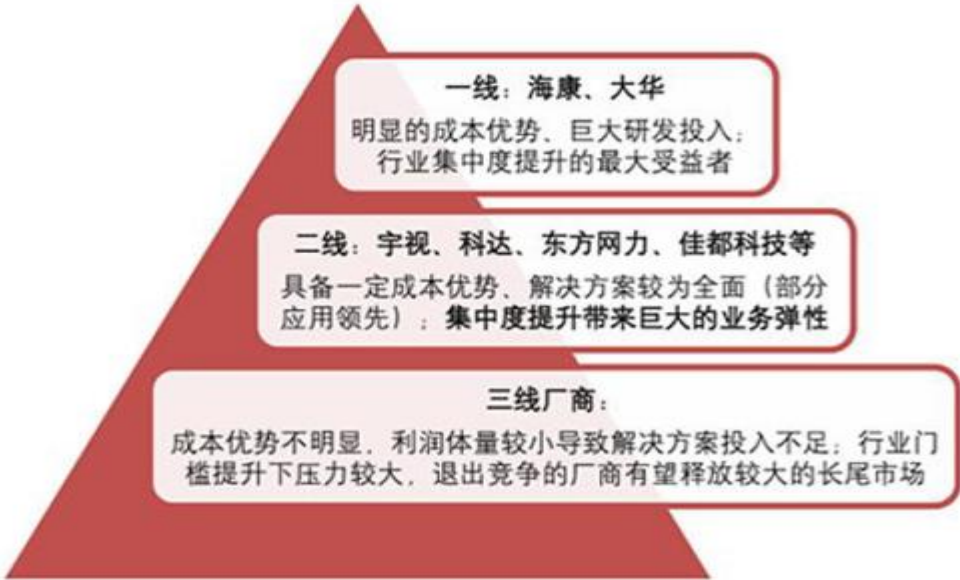 一线：海康、大华
明显的成本优势、巨大研发投入；
行业集中度提升的最大受益者
二线：宇视、科达、东方网力、佳都科技等
具备一定成本优势、解决方案较为全面（部分
应用领先）；集中度提升带来巨大的业务弹性
三线厂商：
成本优势不明显，利润体量较小导致解决方案投入不足；行业门
槛提升下压力较大，退出竞争的厂商有望释放较大的长尾市场